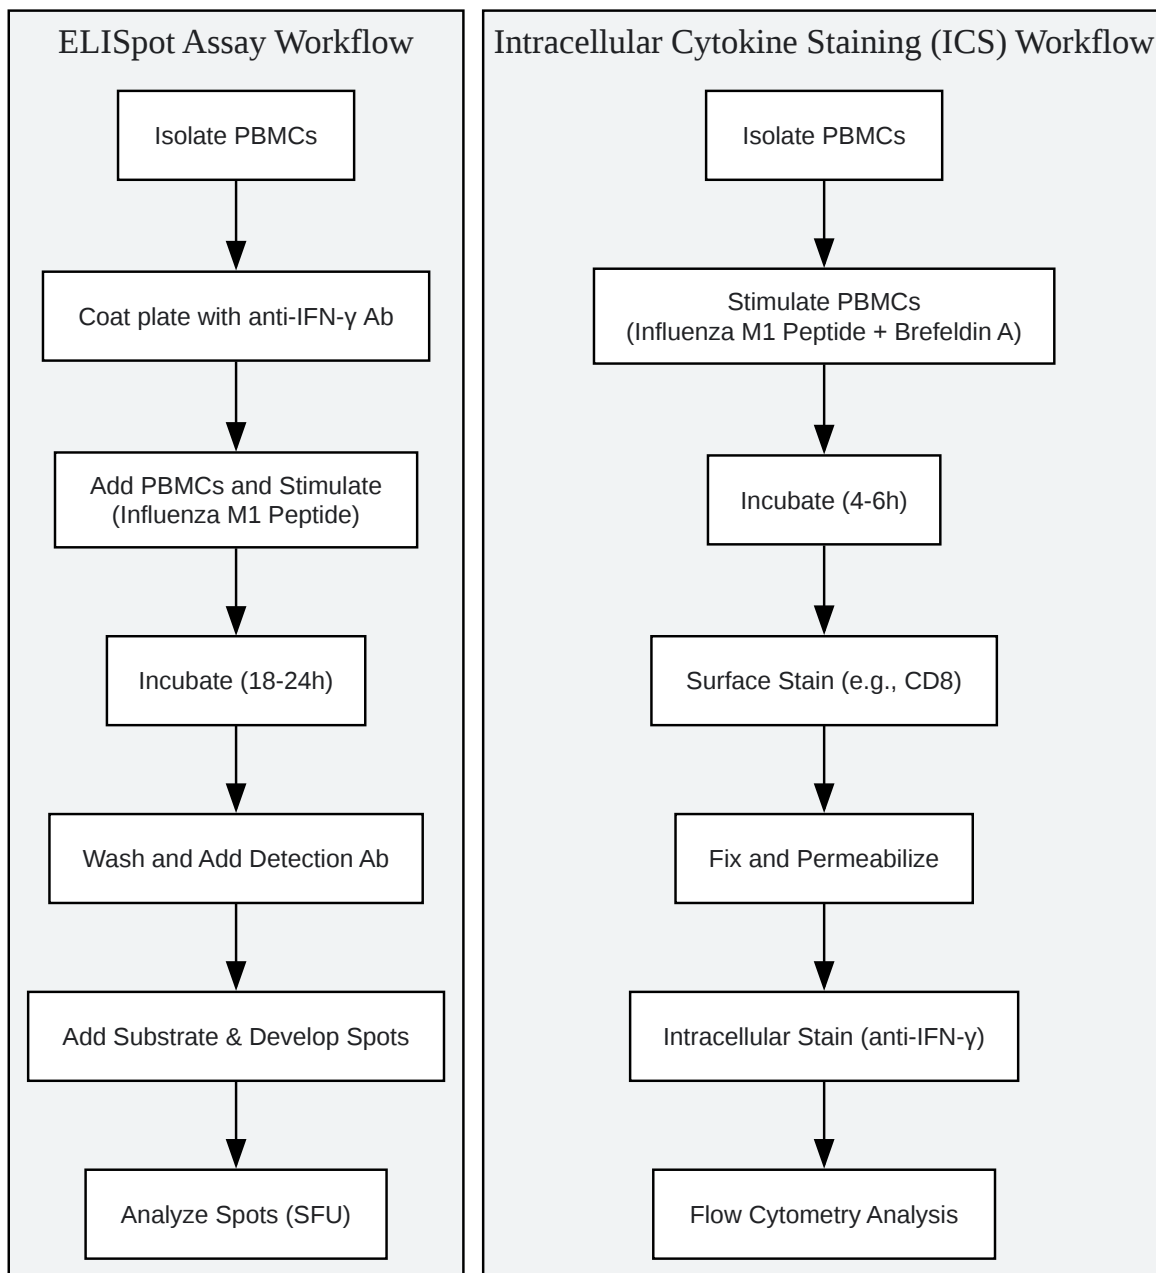 ELISpot Assay Workflow
Isolate PBMCs
Coat plate with anti-IFN-γ Ab
Add PBMCs and Stimulate
(Influenza M1 Peptide)
Incubate (18-24h)
Wash and Add Detection Ab
Add Substrate & Develop Spots
Analyze Spots (SFU)
Intracellular Cytokine Staining (ICS) Workflow
Isolate PBMCs
Stimulate PBMCs
(Influenza M1 Peptide + Brefeldin A)
Incubate (4-6h)
Surface Stain (e.g., CD8)
Fix and Permeabilize
Intracellular Stain (anti-IFN-γ)
Flow Cytometry Analysis